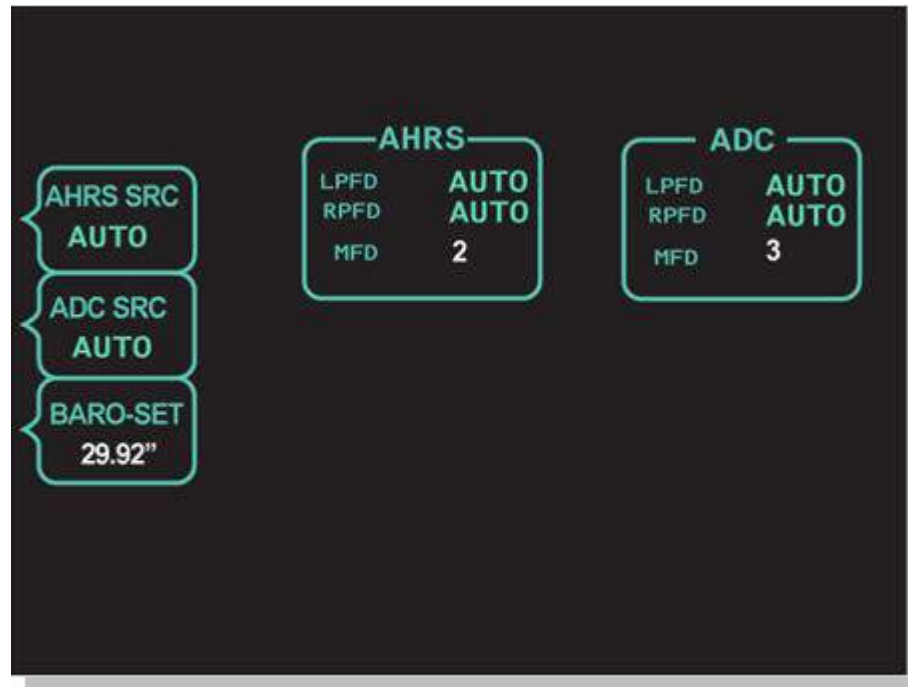 AHRS SRC
AUTO
ADC SRC
AUTO
BARO-SET
29.92”
AHRS
LPFD AUTO
RPFD AUTO
MFD 2
ADC
LPFD AUTO
RPFD AUTO
MFD 3